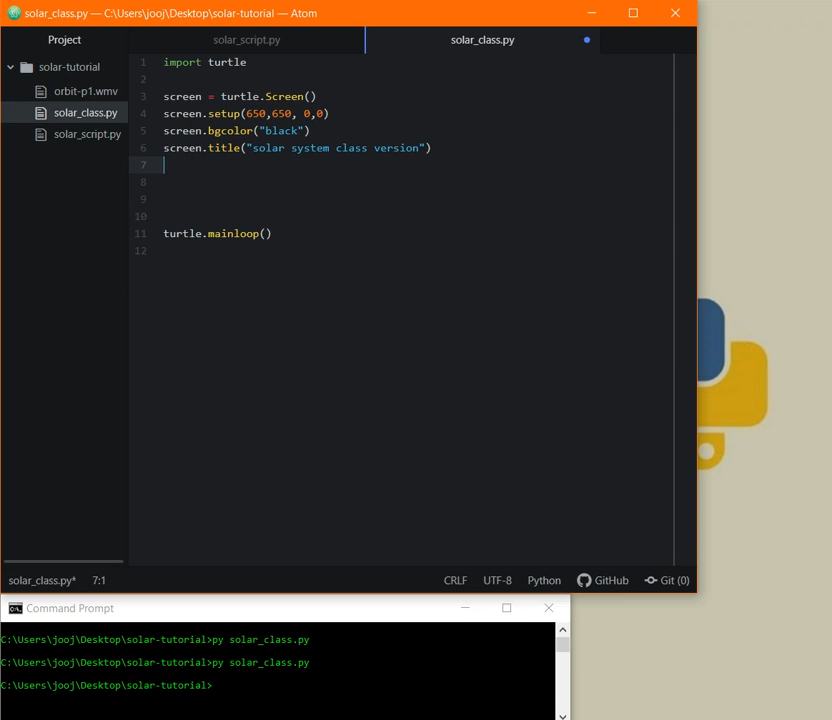 solar_class.py — C:\Users\jooj\Desktop\solar-tutorial — Atom
Project
solar_script.py
solar_class.py
solar-tutorial
orbit-p1.wmv
solar_class.py
solar_script.py
1 import turtle
2
3 screen = turtle.Screen()
4 screen.setup(650,650, 0,0)
5 screen.bgcolor("black")
6 screen.title("solar system class version")
7
8
9
10
11 turtle.mainloop()
12
solar_class.py* 7:1 CRLF UTF-8 Python GitHub Git (0)
Command Prompt
C:\Users\jooj\Desktop\solar-tutorial>py solar_class.py
C:\Users\jooj\Desktop\solar-tutorial>py solar_class.py
C:\Users\jooj\Desktop\solar-tutorial>